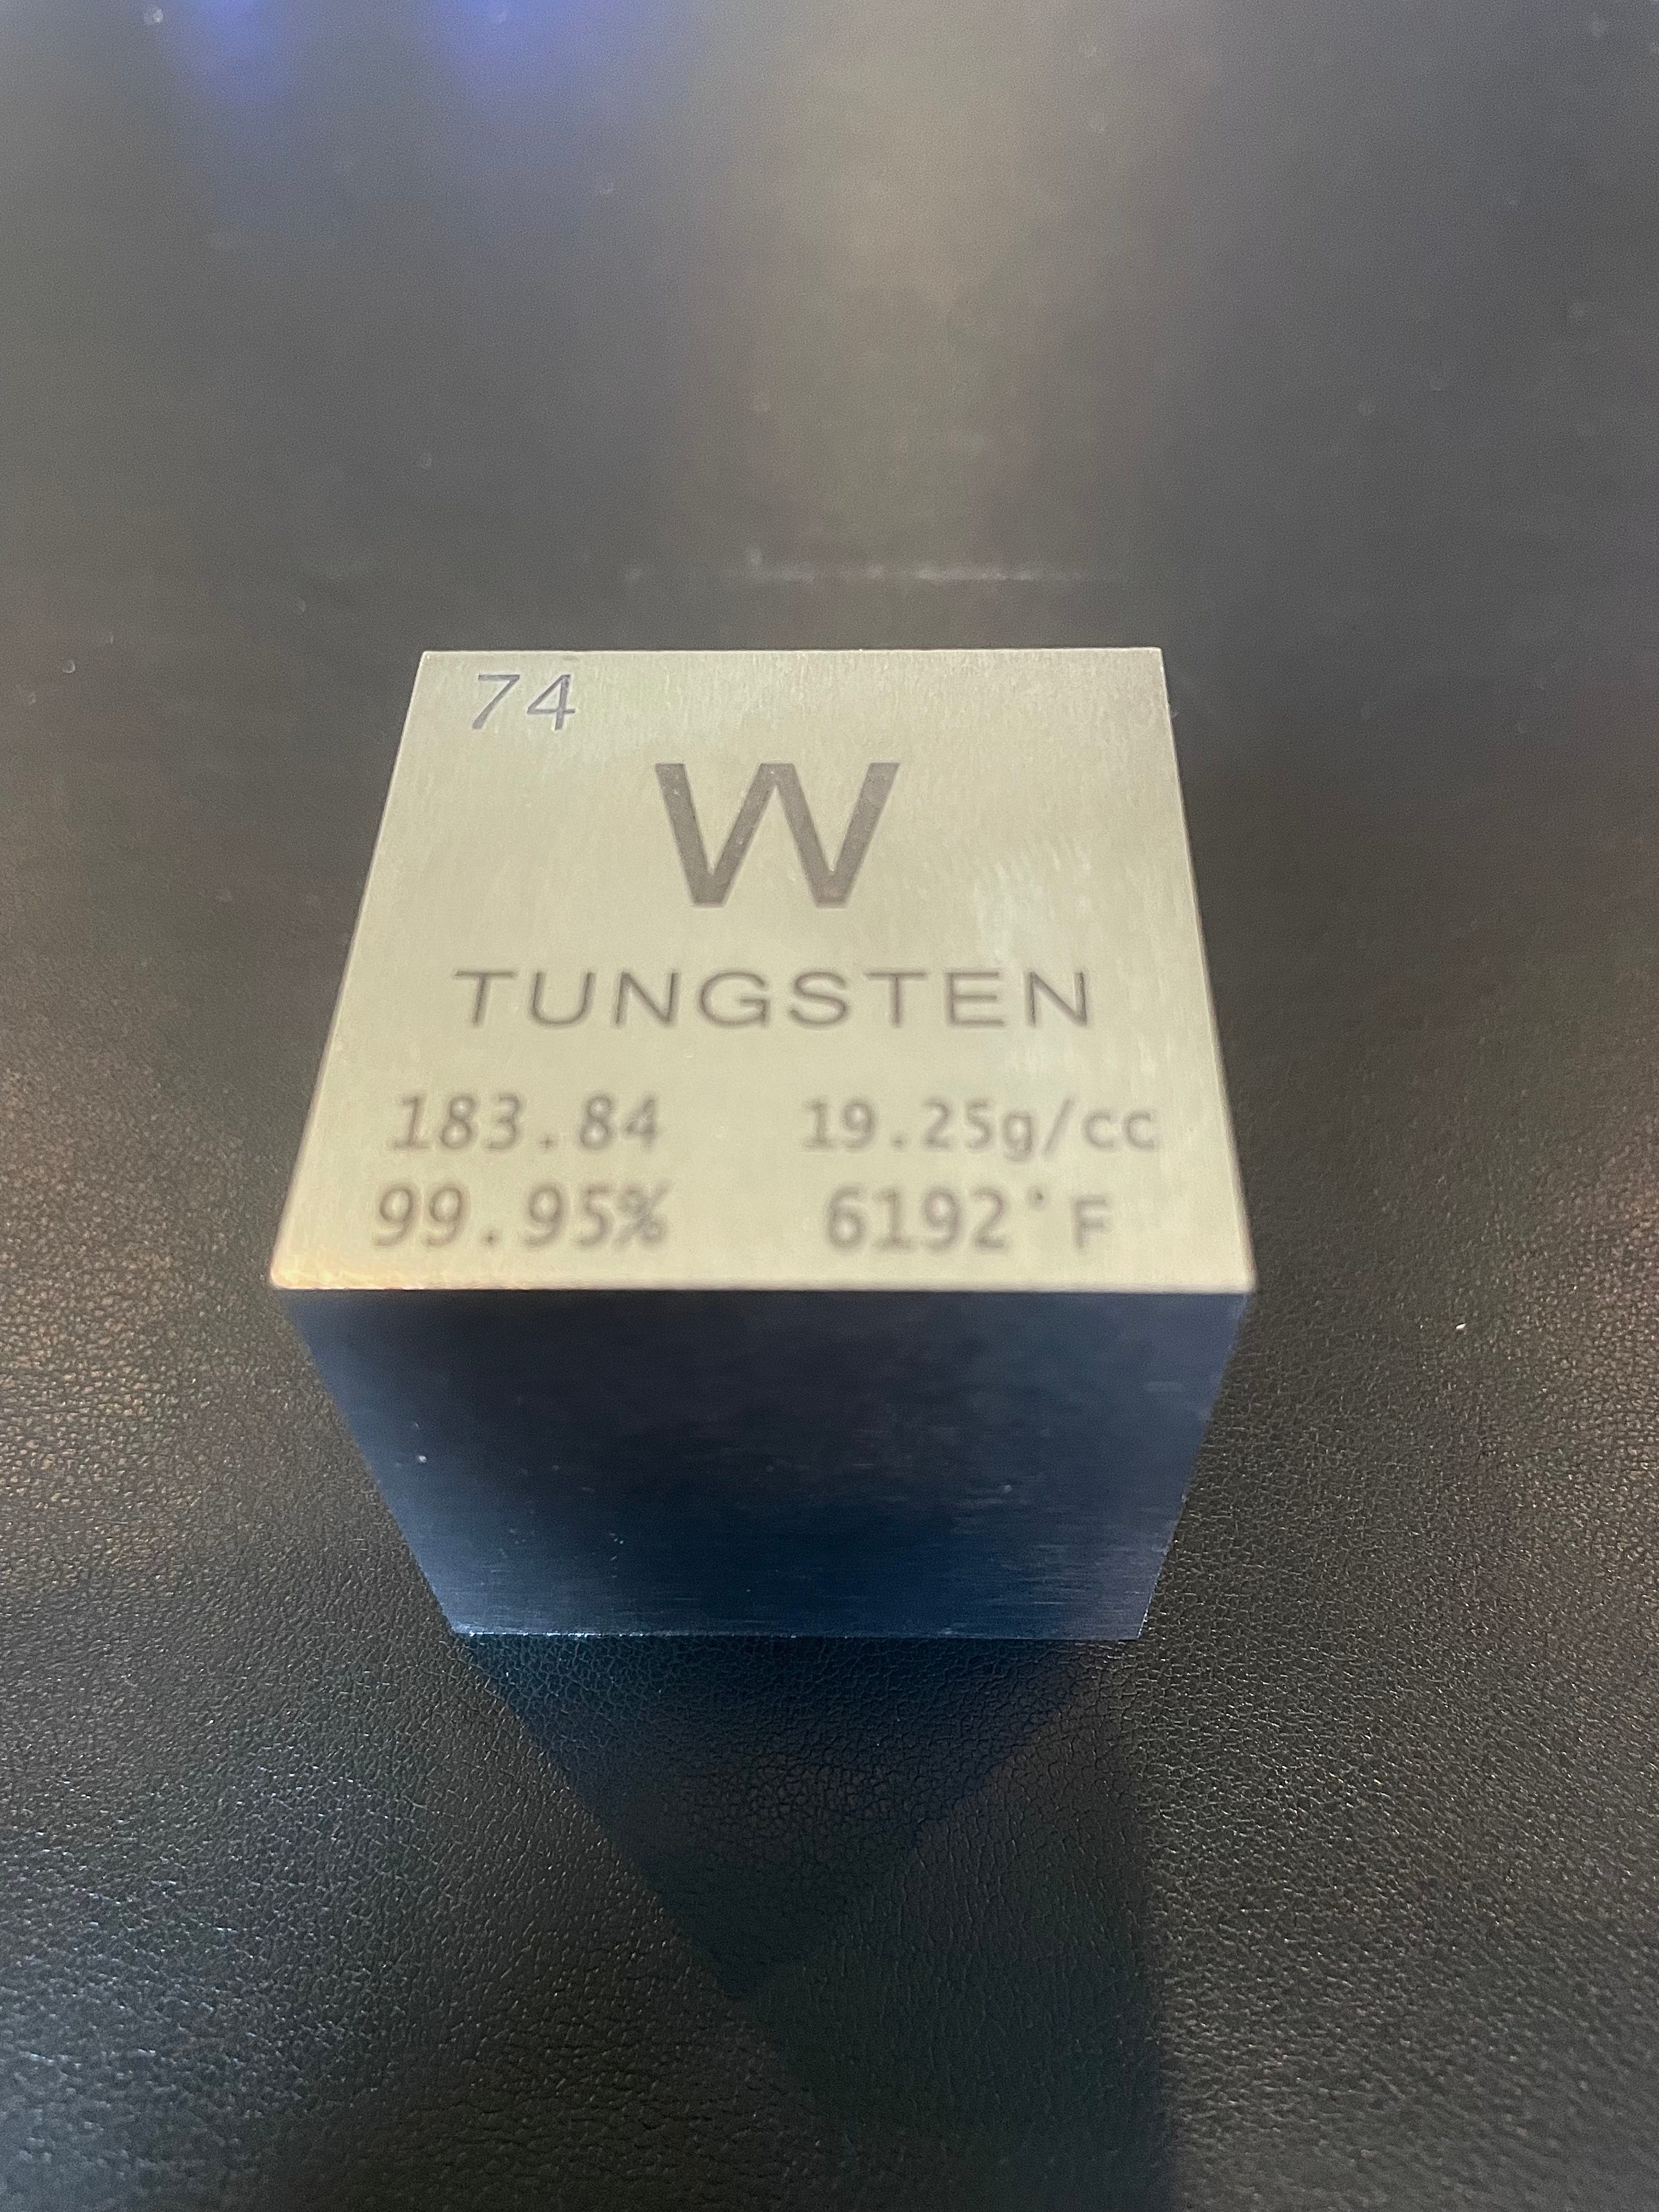 74
W
TUNGSTEN
183.84 19.25g/cc
99.95% 6192°F